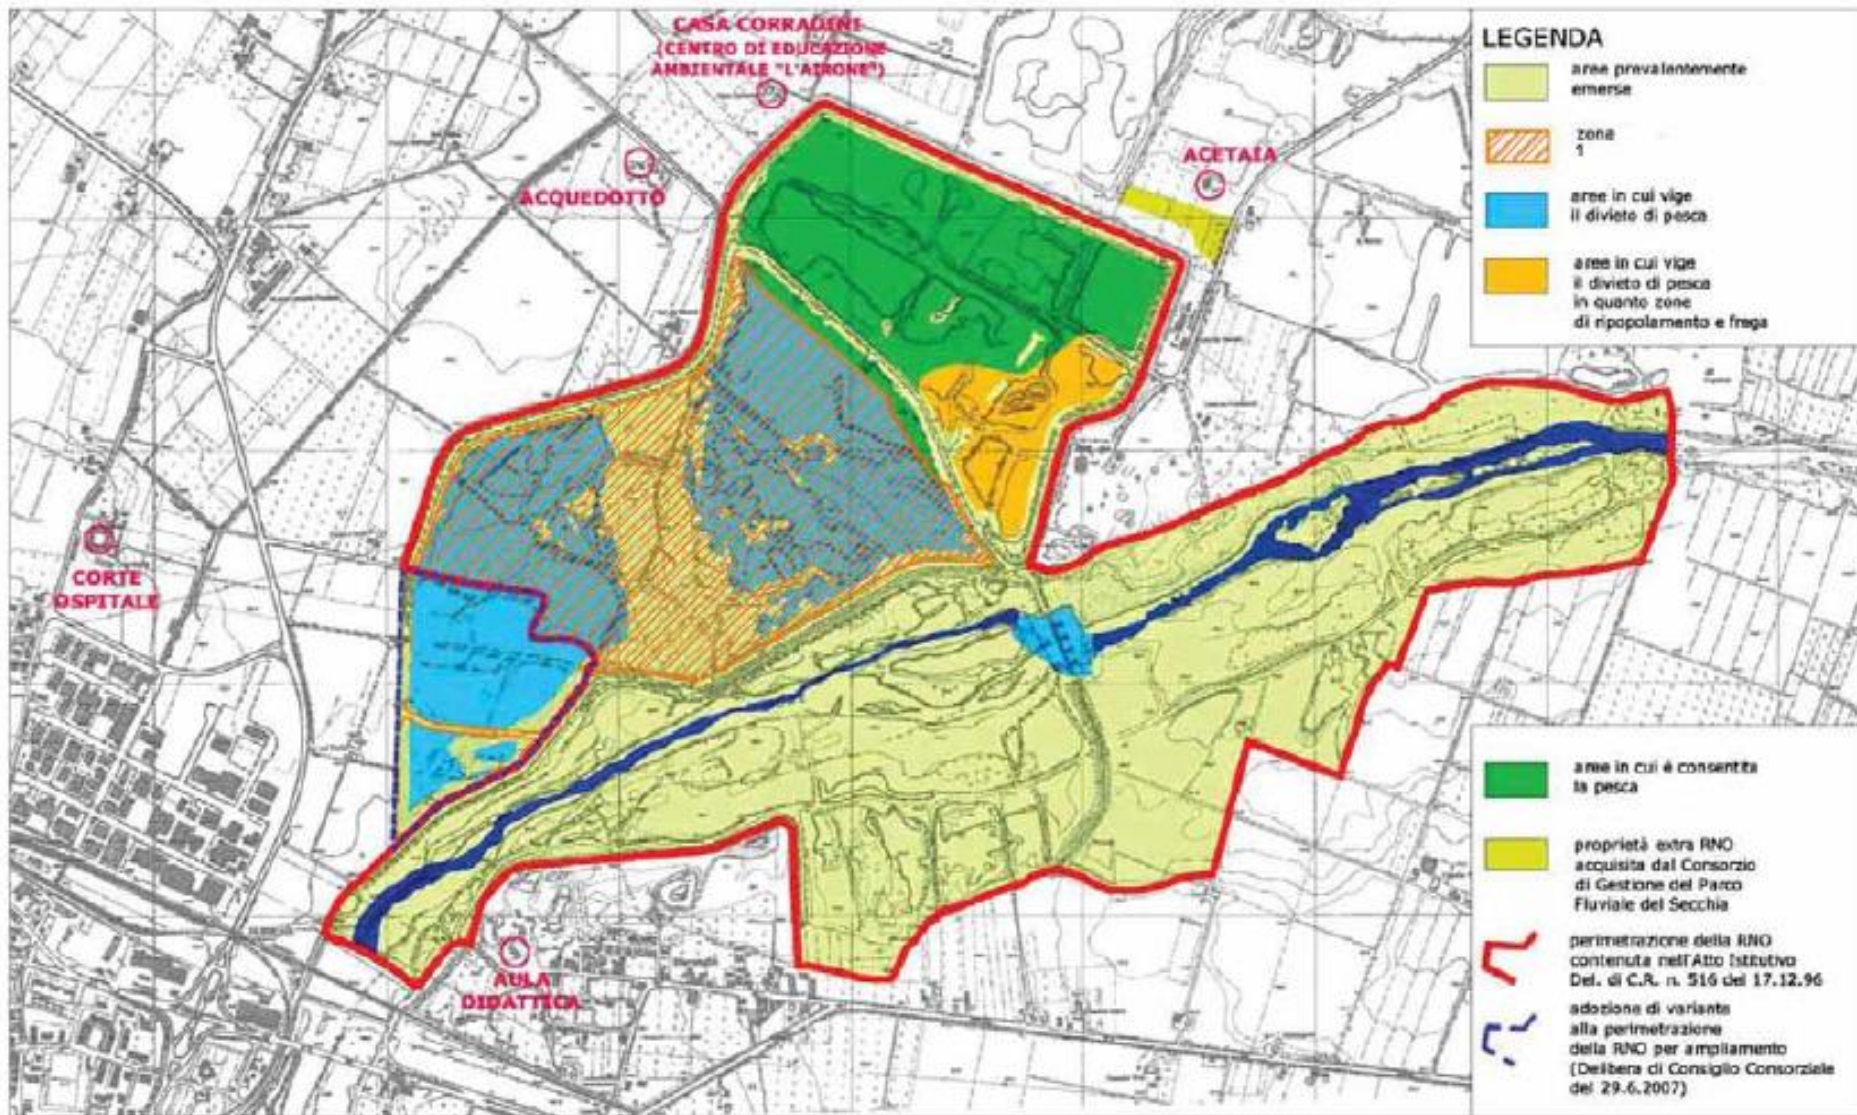 CASA CORRADINI
(CENTRO DI EDUCAZIONE
AMBIENTALE "L'AIRONE")
ACQUEDOTTO
ACETAIA
CORTE
OSPITALE
AULA
DIDATTICA
LEGENDA
aree prevalentemente
emerse
zona
1
aree in cui vige
il divieto di pesca
aree in cui vige
il divieto di pesca
in quanto zone
di ripopolamento e frega
aree in cui è consentita
la pesca
proprietà extra RNO
acquisita dal Consorzio
di Gestione del Parco
Fluviale del Secchia
perimetrazione della RNO
contenuta nell'Atto Istitutivo
Del. di C.R. n. 516 del 17.12.96
adozione di variante
alla perimetrazione
della RNO per ampliamento
(Delibera di Consiglio Consorziale
del 29.6.2007)